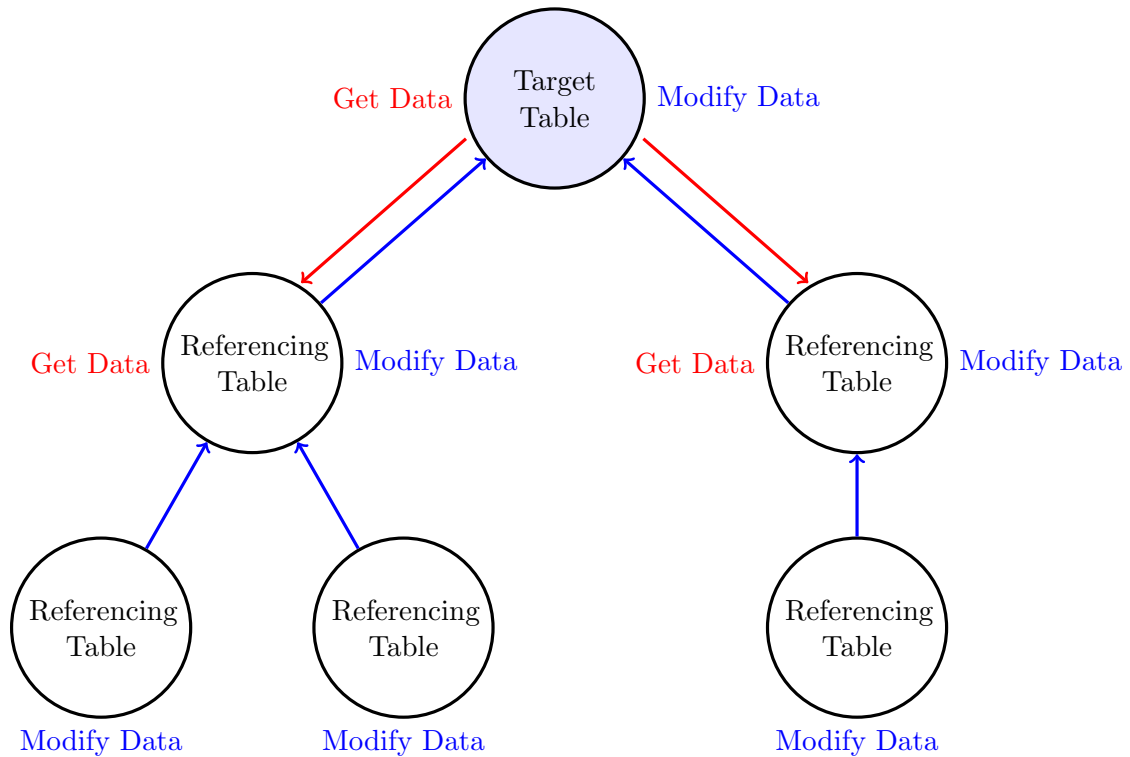 Target
Table
Get Data
Modify Data
Referencing
Table
Get Data
Modify Data
Referencing
Table
Get Data
Modify Data
Referencing
Table
Modify Data
Referencing
Table
Modify Data
Referencing
Table
Modify Data